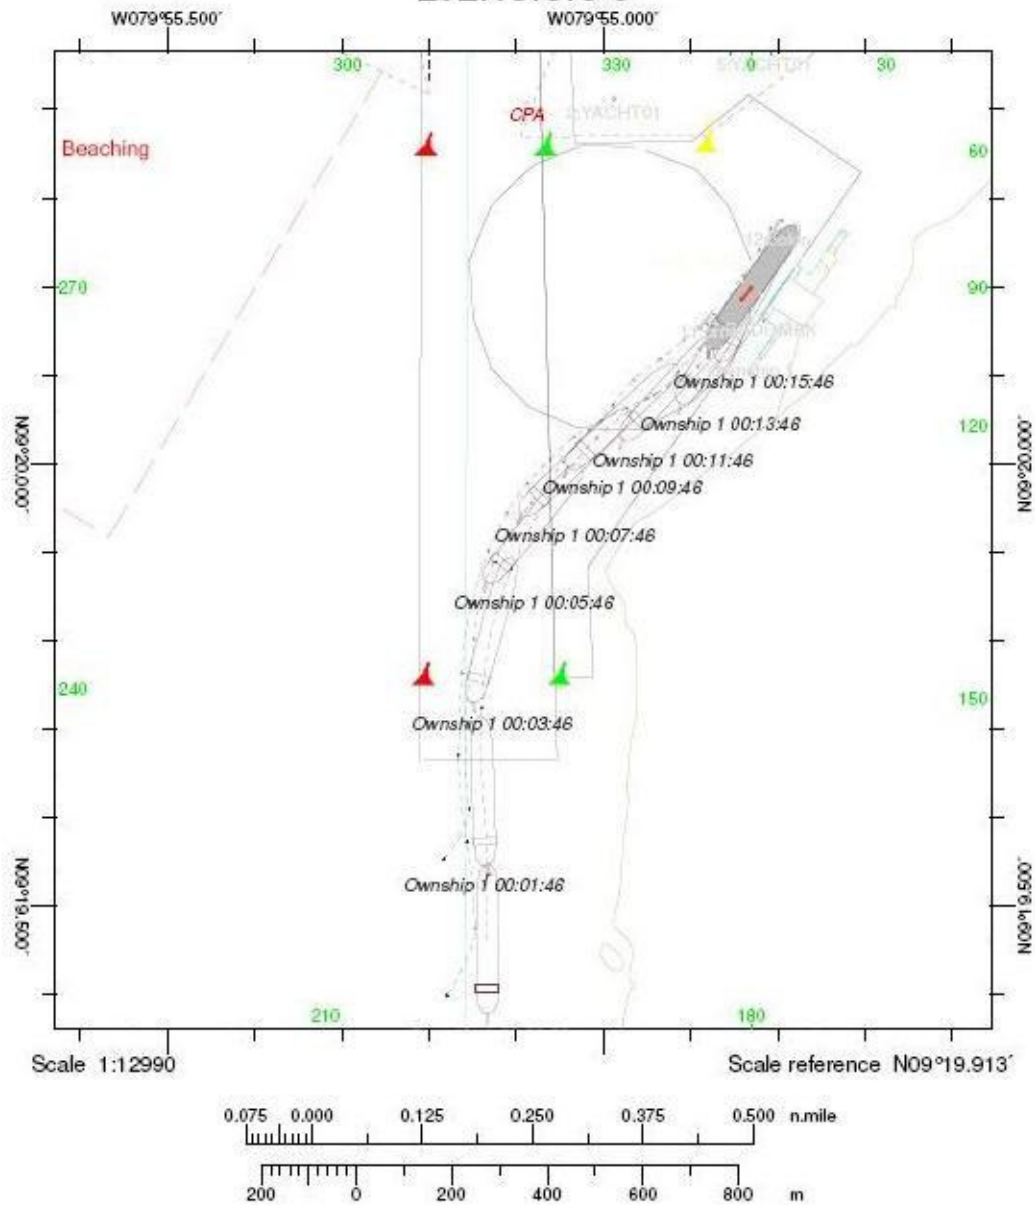 W079°55.500´ W079°55.000´
300 330 0 30
CPA YACHT01
Beaching 60
270 90
Ownship 1 00:15:46
Ownship 1 00:13:46 120
Ownship 1 00:11:46
N09°20.000´ N09°20.000´
Ownship 1 00:09:46
Ownship 1 00:07:46
Ownship 1 00:05:46
240 150
Ownship 1 00:03:46
Ownship 1 00:01:46
N09°19.500´ N09°19.500´
210 180
Scale 1:12990 Scale reference N09°19.913´
0.075 0.000 0.125 0.250 0.375 0.500 n.mile
200 0 200 400 600 800 m